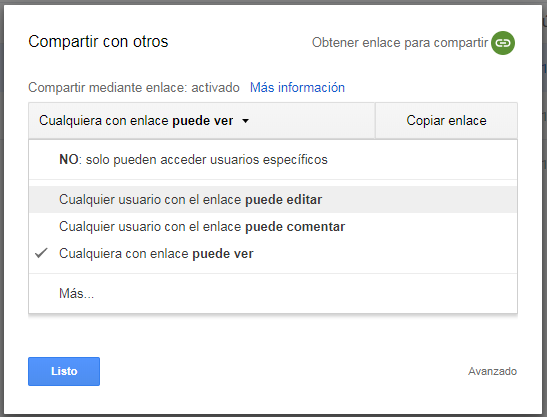 Compartir con otros
Obtener enlace para compartir
Compartir mediante enlace: activado Más información
Cualquiera con enlace puede ver
Copiar enlace
NO: solo pueden acceder usuarios específicos
Cualquier usuario con el enlace puede editar
Cualquier usuario con el enlace puede comentar
Cualquiera con enlace puede ver
Más...
Listo
Avanzado